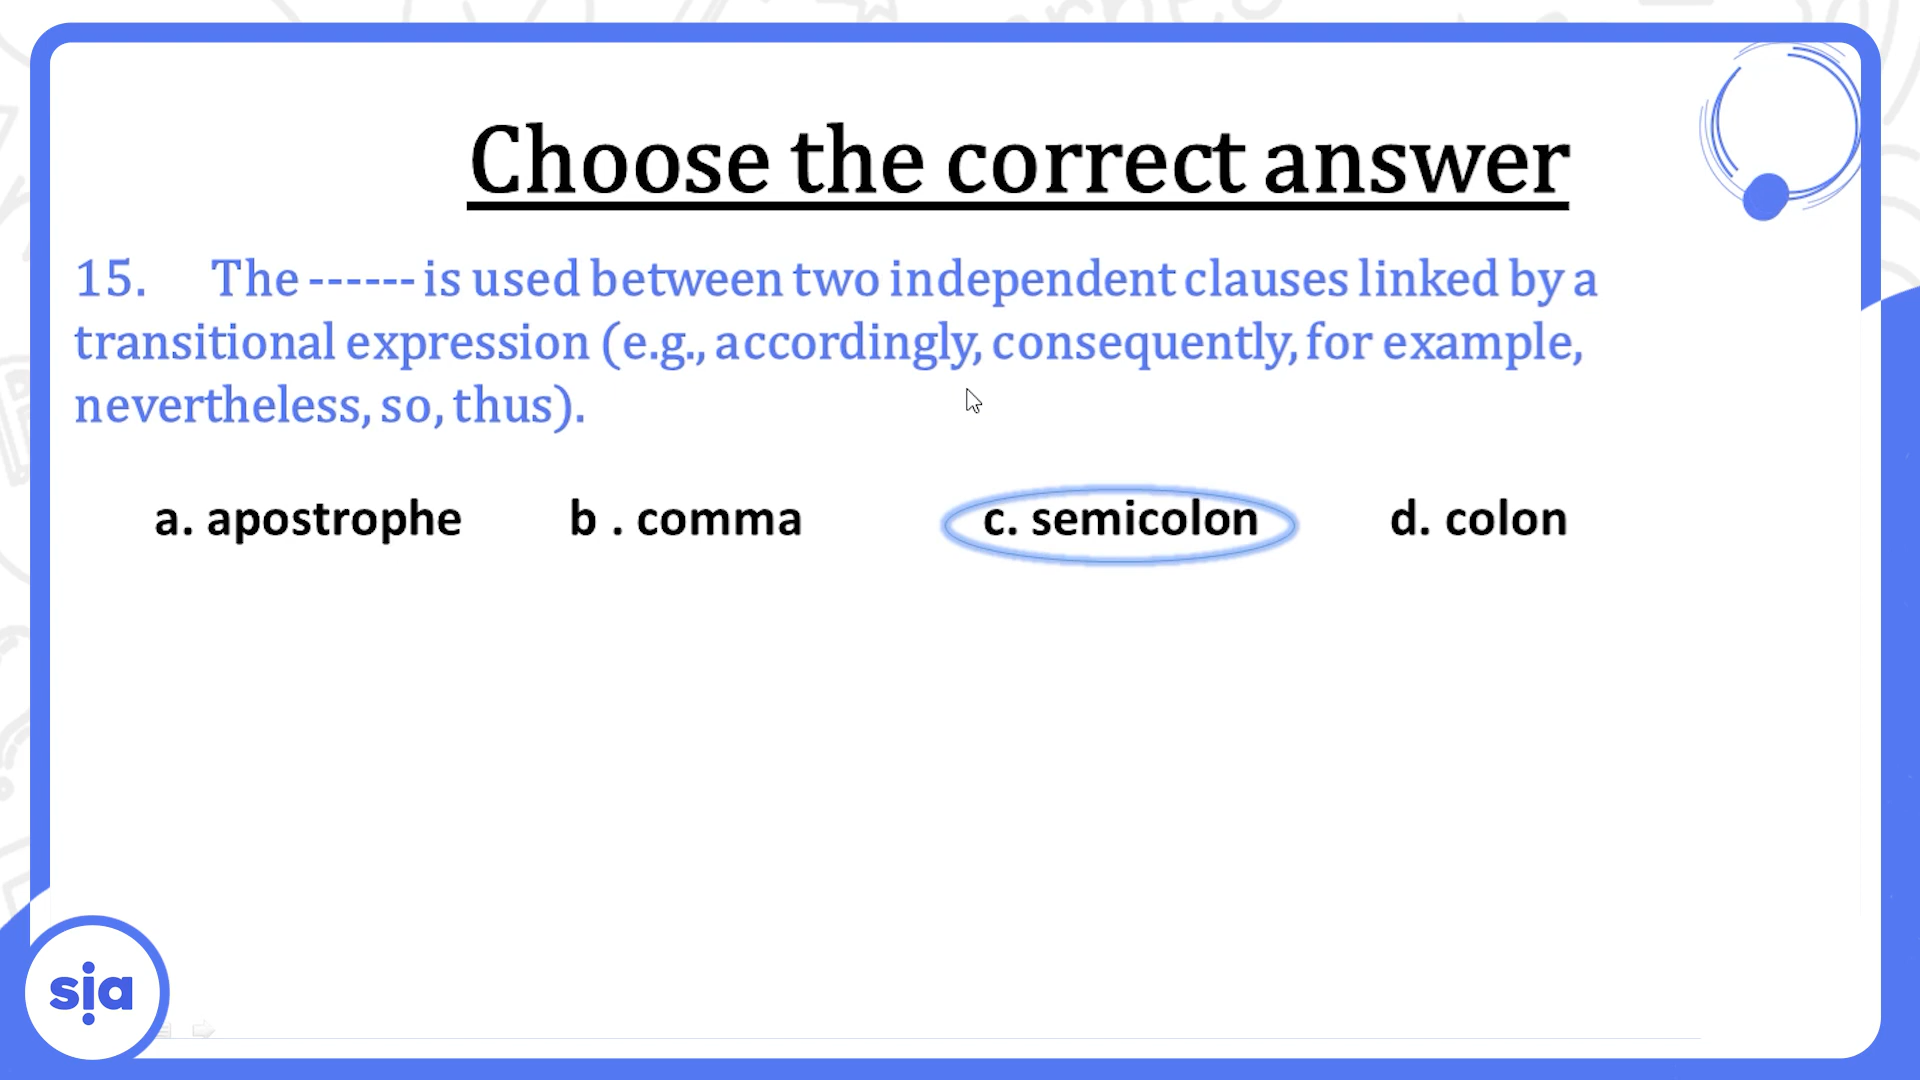 Choose the correct answer
15. The ------ is used between two independent clauses linked by a
transitional expression (e.g., accordingly, consequently, for example,
nevertheless, so, thus).
a. apostrophe b . comma c. semicolon d. colon
sia